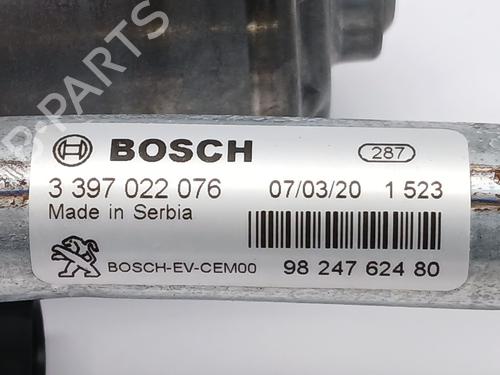 B-PARTS
BOSCH 287
3 397 022 076 07/03/20 1 523
Made in Serbia
BOSCH-EV-CEM00 98 247 624 80